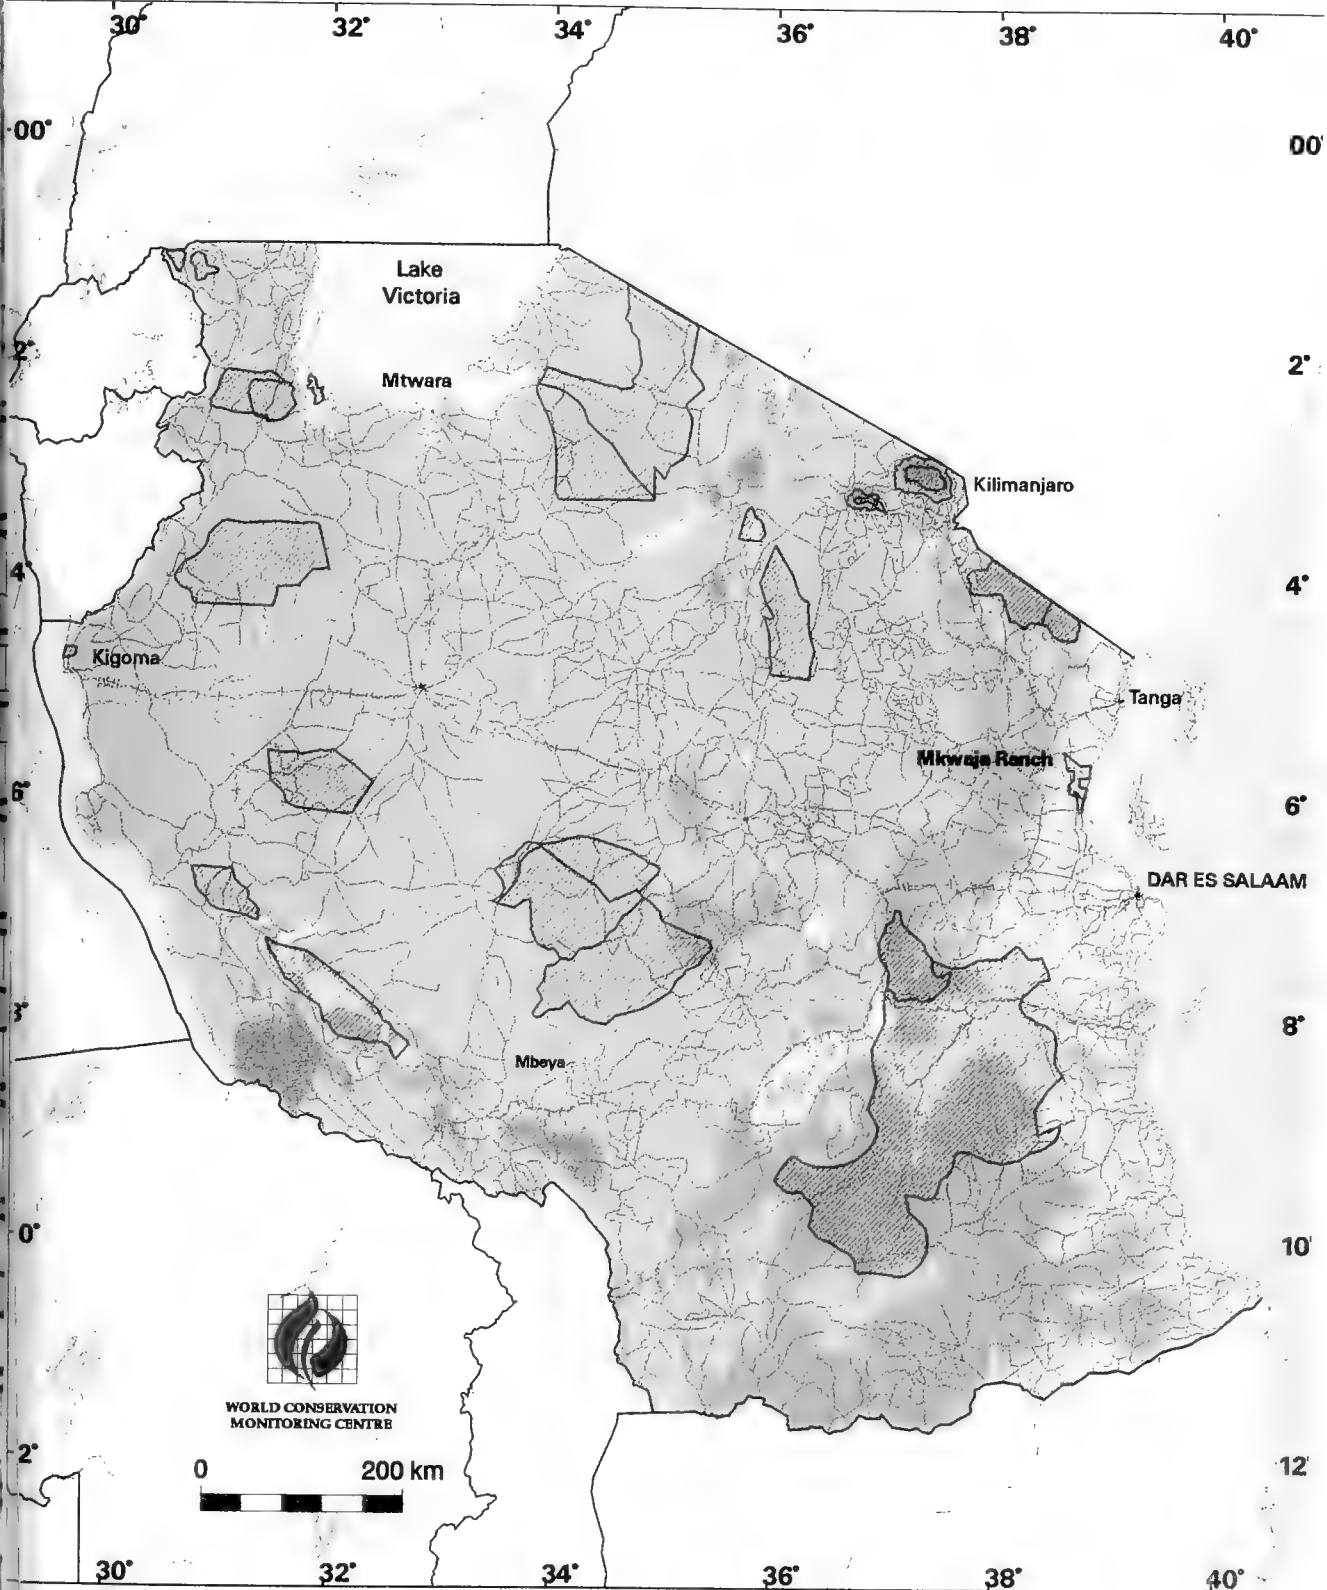 30° 32° 34° 36° 38° 40°
00° 00°
Lake
Victoria
2° 2°
Mtwara
Kilimanjaro
4° 4°
Kigoma
Tanga
Mkwaja Ranch
6° 6°
DAR ES SALAAM
8°
Mbeya
0° 10°
WORLD CONSERVATION
MONITORING CENTRE
2° 12°
0 200 km
30° 32° 34° 36° 38° 40°